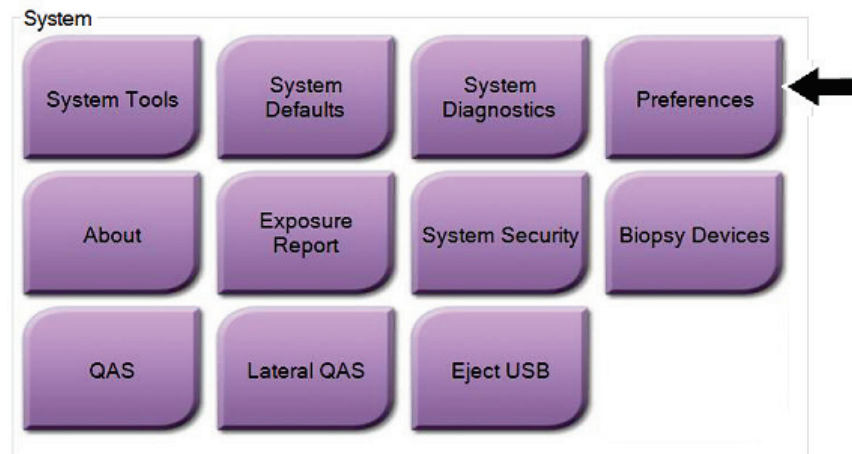 System
System Tools
System
Defaults
System
Diagnostics
Preferences
About
Exposure
Report
System Security
Biopsy Devices
QAS
Lateral QAS
Eject USB